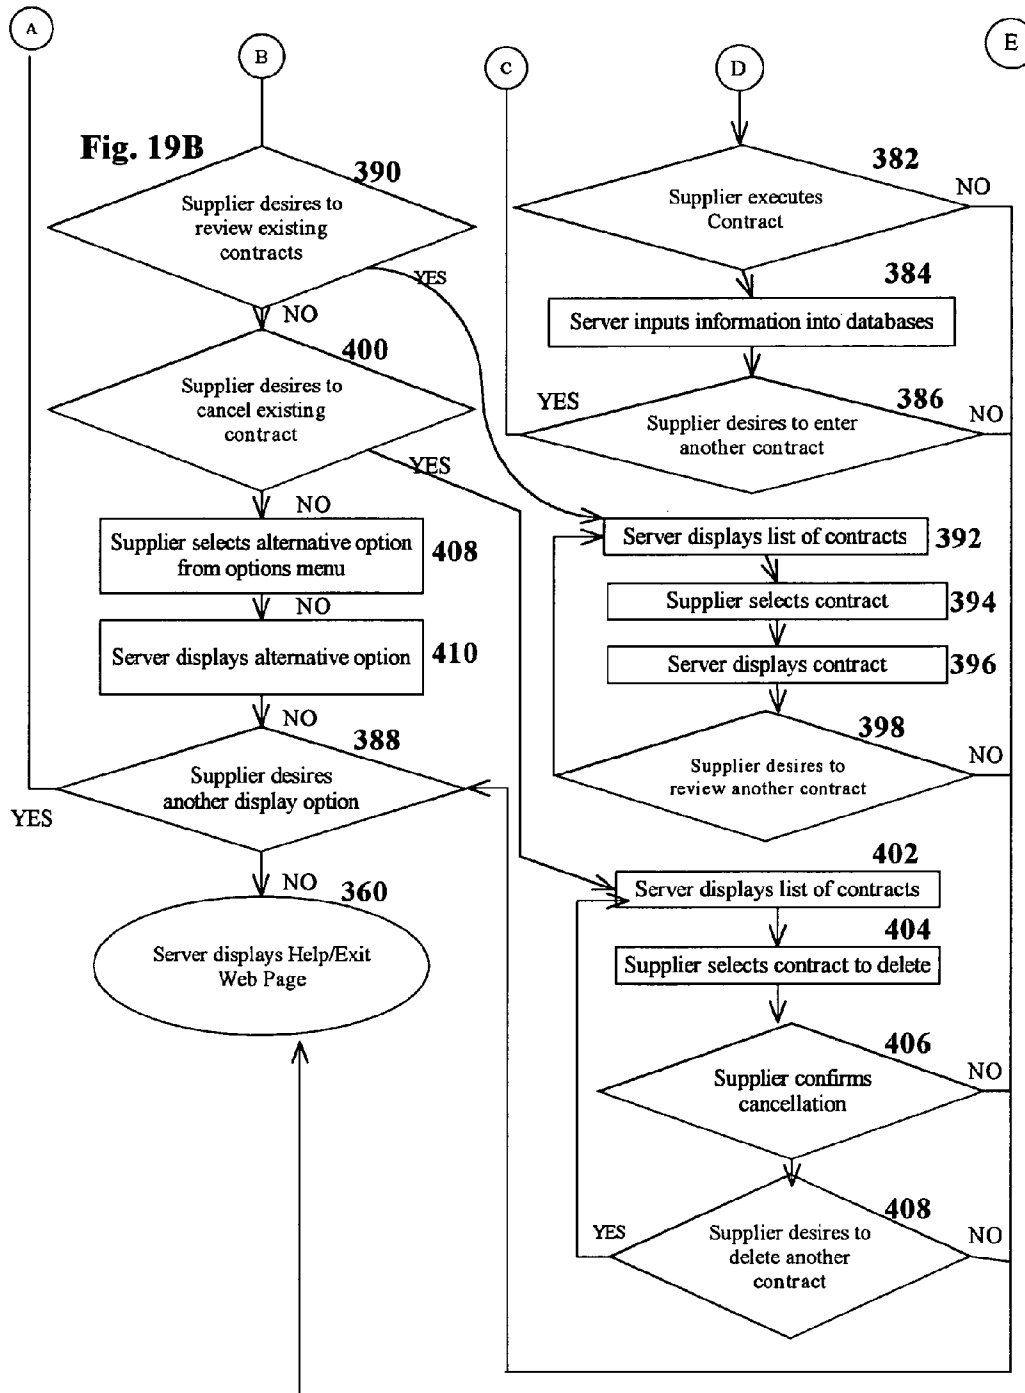 A
B
C
D
E
Fig. 19B
390
Supplier desires to
review existing
contracts
YES
NO
400
Supplier desires to
cancel existing
contract
YES
NO
Supplier selects alternative option
from options menu
408
NO
Server displays alternative option
410
NO
388
Supplier desires
another display option
YES
NO
360
Server displays Help/Exit
Web Page
382
Supplier executes
Contract
NO
384
Server inputs information into databases
YES
386
Supplier desires to enter
another contract
NO
Server displays list of contracts
392
Supplier selects contract
394
Server displays contract
396
398
Supplier desires to
review another contract
NO
402
Server displays list of contracts
404
Supplier selects contract to delete
406
Supplier confirms
cancellation
NO
408
Supplier desires to
delete another
contract
YES
NO